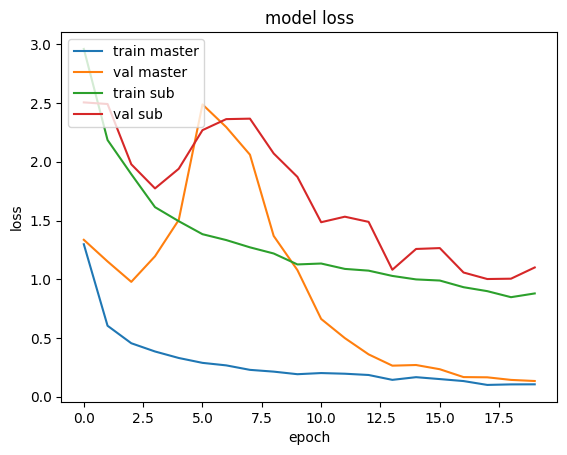 model loss
train master
val master
train sub
val sub
3.0
2.5
2.0
1.5
1.0
0.5
0.0
loss
0.0 2.5 5.0 7.5 10.0 12.5 15.0 17.5
epoch